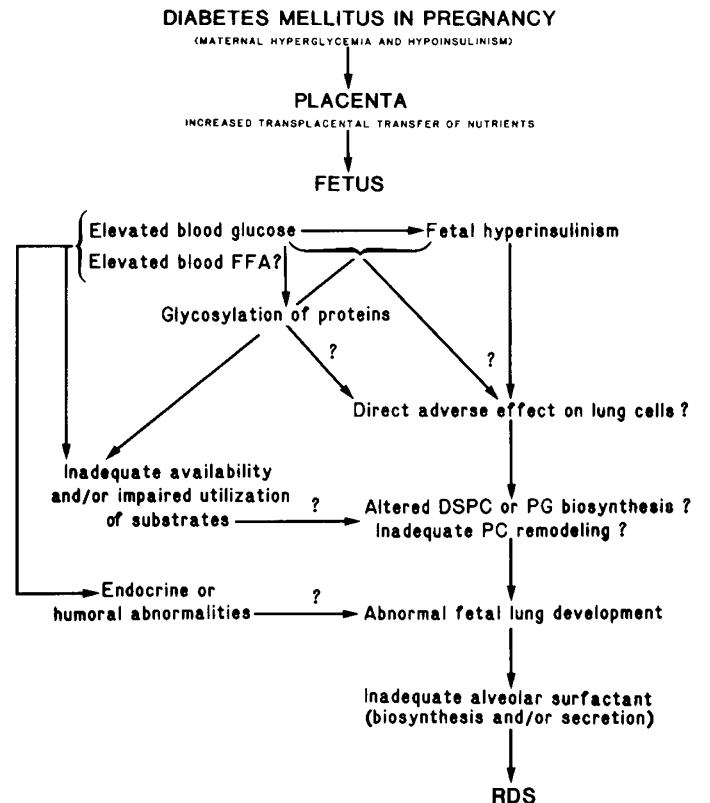 DIABETES MELLITUS IN PREGNANCY
(MATERNAL HYPERGLYCEMIA AND HYPOINSULINISM)
PLACENTA
INCREASED TRANSPLACENTAL TRANSFER OF NUTRIENTS
FETUS
Elevated blood glucose
Fetal hyperinsulinism
Elevated blood FFA?
Glycosylation of proteins
?
?
Direct adverse effect on lung cells ?
Inadequate availability
and/or impaired utilization
of substrates
?
Altered DSPC or PG biosynthesis ?
Inadequate PC remodeling ?
Endocrine or
humoral abnormalities
?
Abnormal fetal lung development
Inadequate alveolar surfactant
(biosynthesis and/or secretion)
RDS